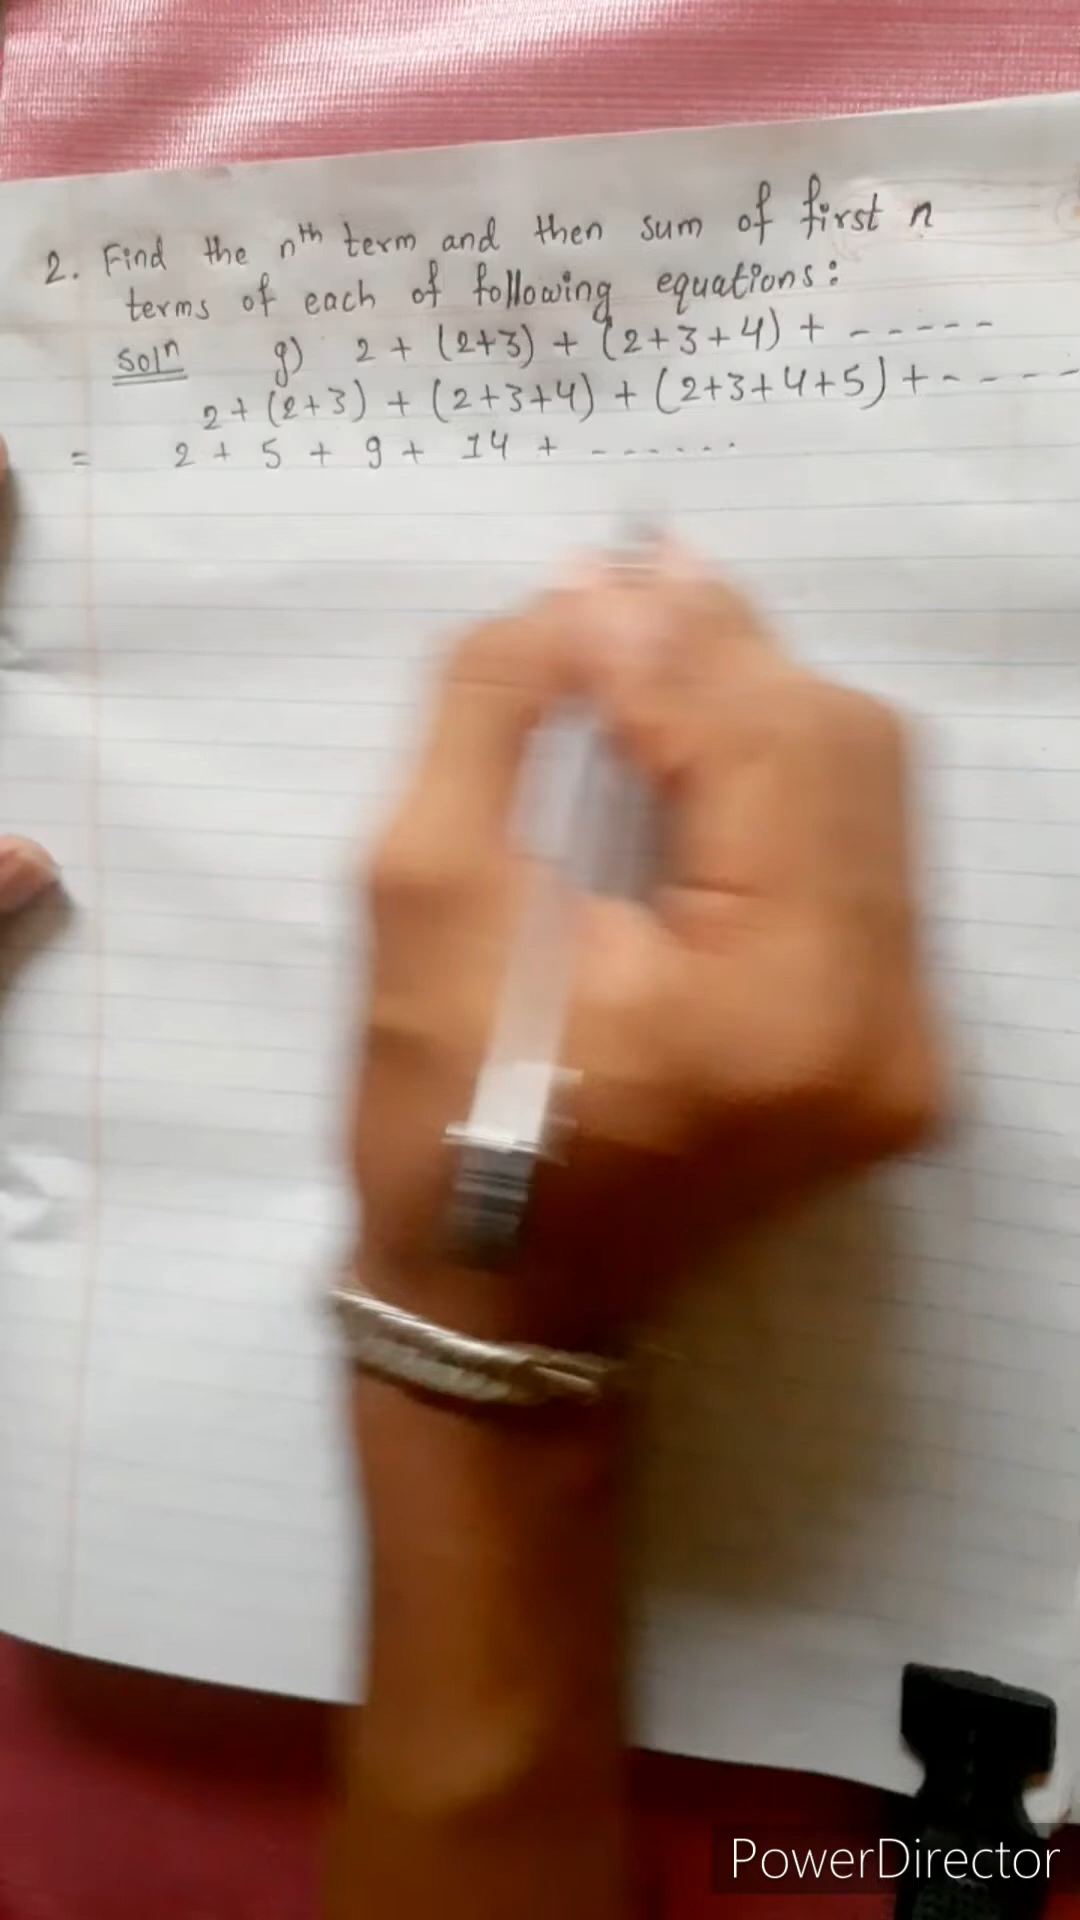 2. Find the nth term and then sum of first n
terms of each of following equations:
Soln g) 2 + (2+3) + (2+3+4) + -----
2 + (2+3) + (2+3+4) + (2+3+4+5) + ----
= 2 + 5 + 9 + 14 + ------.
PowerDirector